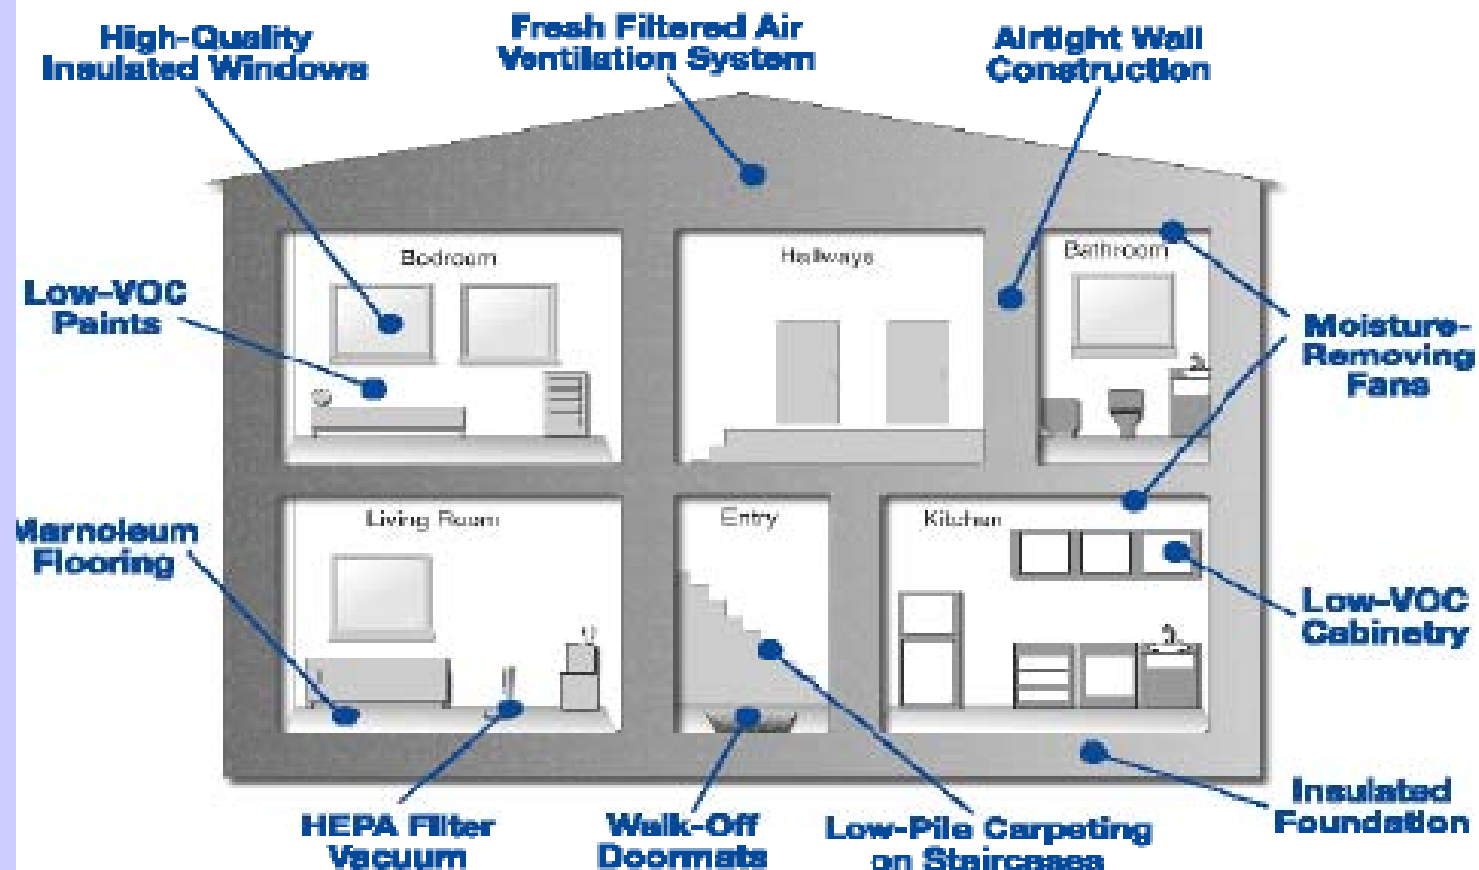 High-Quality
Insulated Windows
Fresh Filtered Air
Ventilation System
Airtight Wall
Construction
Bedroom
Hallways
Bathroom
Low-VOC
Paints
Moisture-
Removing
Fans
Living Room
Entry
Kitchen
Marnoleum
Flooring
Low-VOC
Cabinetry
HEPA Filter
Vacuum
Walk-Off
Doormats
Low-Pile Carpeting
on Staircases
Insulated
Foundation